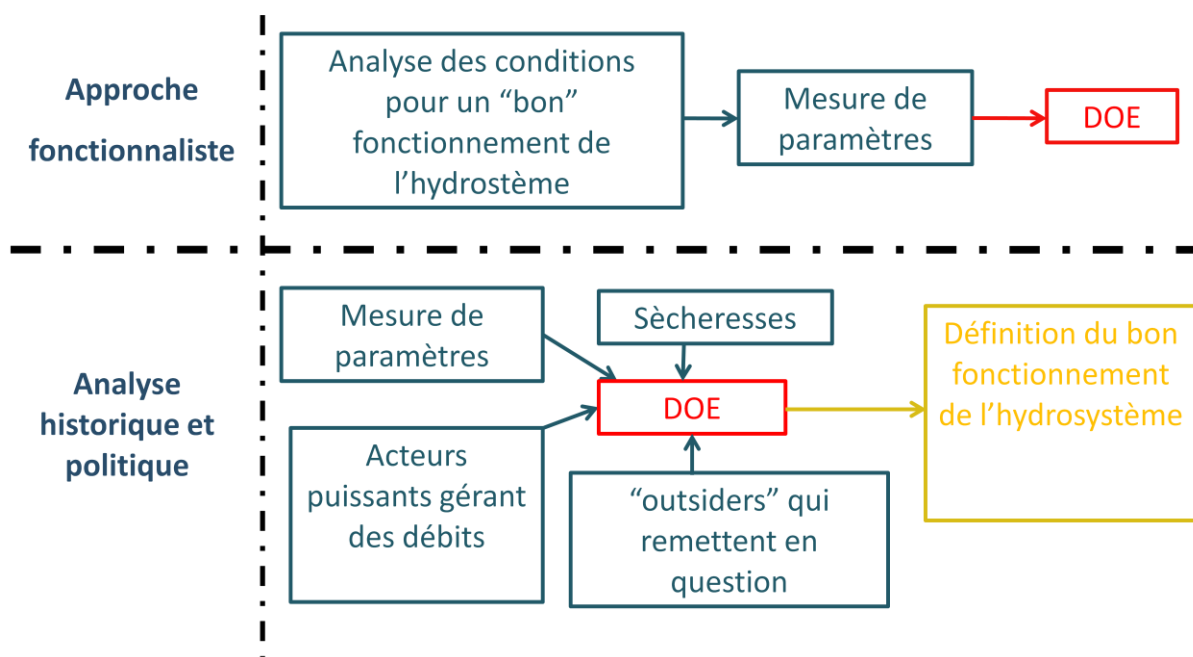 Approche
fonctionnaliste
Analyse des conditions
pour un “bon”
fonctionnement de
l’hydrostème
Mesure de
paramètres
DOE
Analyse
historique et
politique
Mesure de
paramètres
Sècheresses
DOE
Acteurs
puissants gérant
des débits
“outsiders” qui
remettent en
question
Définition du bon
fonctionnement
de l’hydrosystème